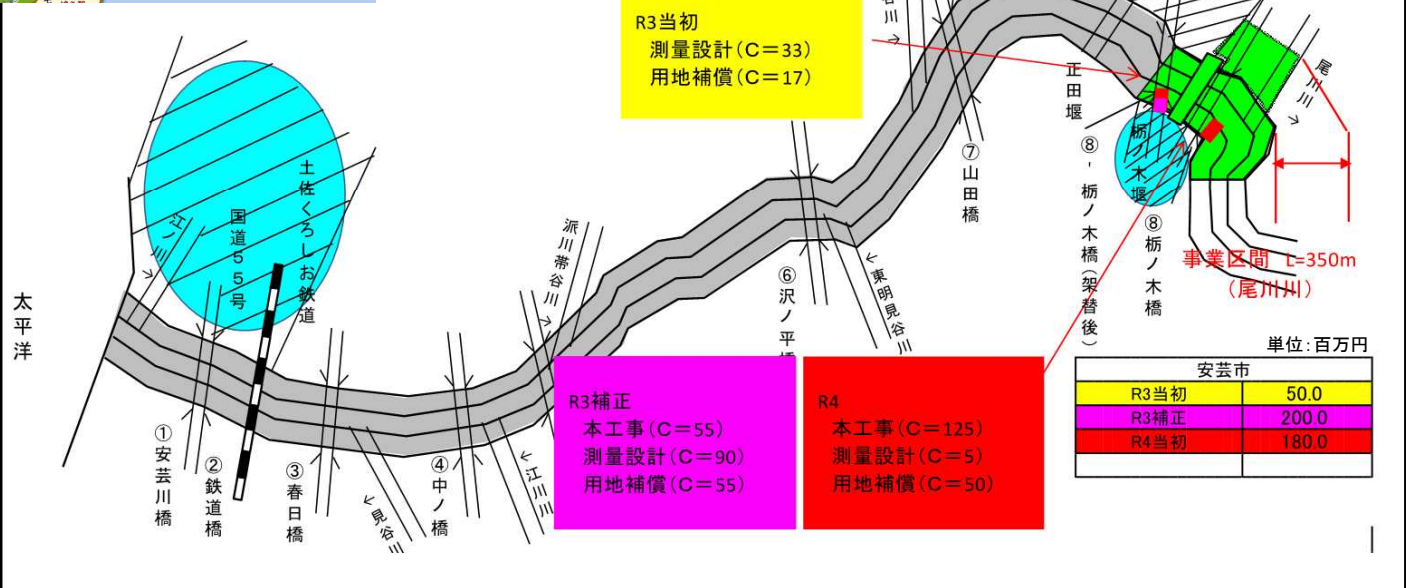 R3当初
測量設計(C=33)
用地補償(C=17)
太平洋
江ノ川→
国道55号
土佐くろしお鉄道
①安芸川橋
②鉄道橋
③春日橋
←見谷川
④中ノ橋
←江川川
派川帯谷川→
⑥沢ノ平橋
←東明見谷川
⑦山田橋
正田堰
⑧'栃ノ木橋(架替後)
栃ノ木堰
⑧栃ノ木橋
尾川川→
事業区間 L=350m
(尾川川)
R3補正
本工事(C=55)
測量設計(C=90)
用地補償(C=55)
R4
本工事(C=125)
測量設計(C=5)
用地補償(C=50)
単位:百万円
安芸市
R3当初 50.0
R3補正 200.0
R4当初 180.0